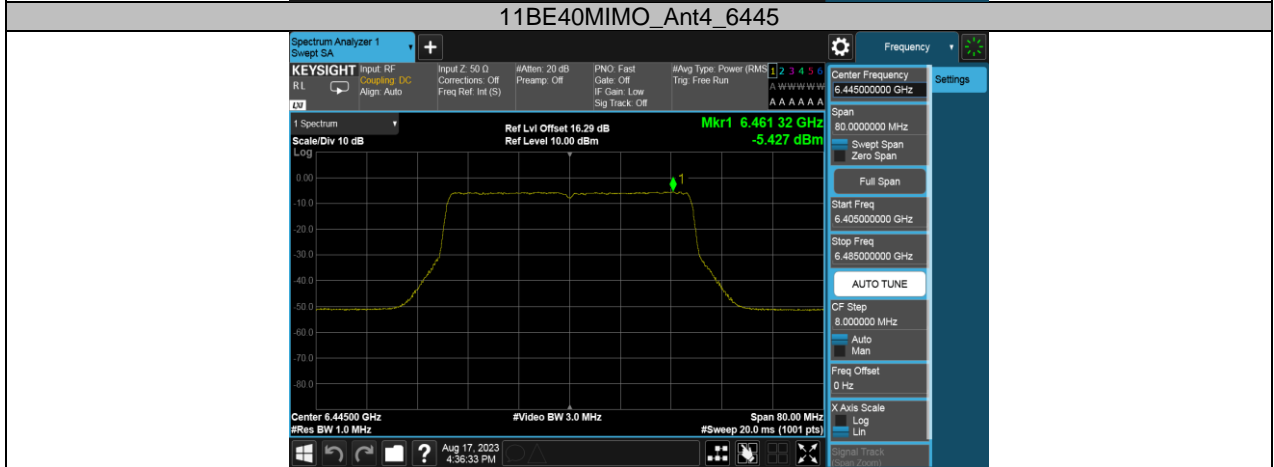 11BE40MIMO_Ant4_6445
Spectrum Analyzer 1
Swept SA
Frequency
KEYSIGHT
RL
LXI
Input: RF
Coupling: DC
Align: Auto
Input Z: 50 Ω
Corrections: Off
Freq Ref: Int (S)
#Atten: 20 dB
Preamp: Off
PNO: Fast
Gate: Off
IF Gain: Low
Sig Track: Off
#Avg Type: Power (RMS
Trig: Free Run
1 2 3 4 5 6
A W W W W W
A A A A A A
Center Frequency
6.445000000 GHz
Settings
1 Spectrum
Scale/Div 10 dB
Log
Ref Lvl Offset 16.29 dB
Ref Level 10.00 dBm
Mkr1 6.461 32 GHz
-5.427 dBm
1
0.00
-10.0
-20.0
-30.0
-40.0
-50.0
-60.0
-70.0
-80.0
Center 6.44500 GHz
#Res BW 1.0 MHz
#Video BW 3.0 MHz
Span 80.00 MHz
#Sweep 20.0 ms (1001 pts)
Span
80.0000000 MHz
Swept Span
Zero Span
Full Span
Start Freq
6.405000000 GHz
Stop Freq
6.485000000 GHz
AUTO TUNE
CF Step
8.000000 MHz
Auto
Man
Freq Offset
0 Hz
X Axis Scale
Log
Lin
Signal Track
(Span Zoom)
?
Aug 17, 2023
4:36:33 PM